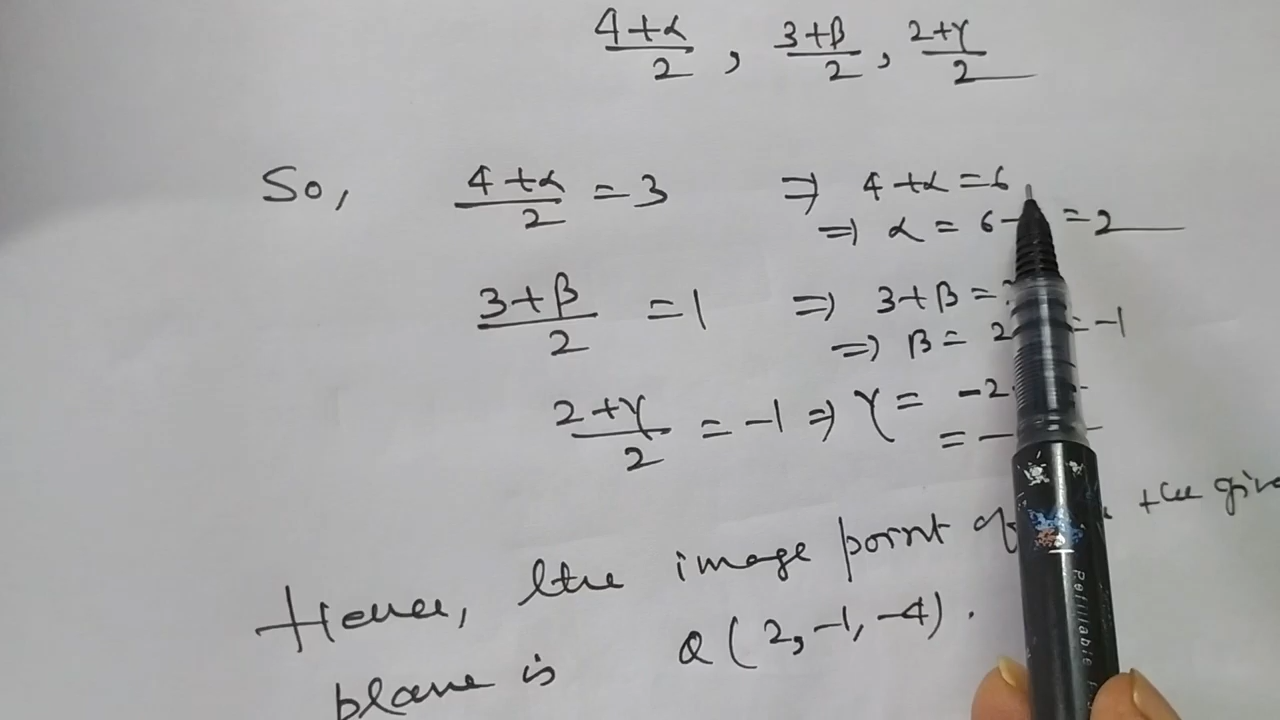 4+α/2 , 3+β/2 , 2+γ/2
So, 4+α/2 = 3 ⇒ 4+α = 6
⇒ α = 6- = 2
3+β/2 = 1 ⇒ 3+β =
⇒ β = 2 = -1
2+γ/2 = -1 ⇒ γ = -2
= -
Hence, the image point of the
plane is Q(2,-1,-4).
Refillable